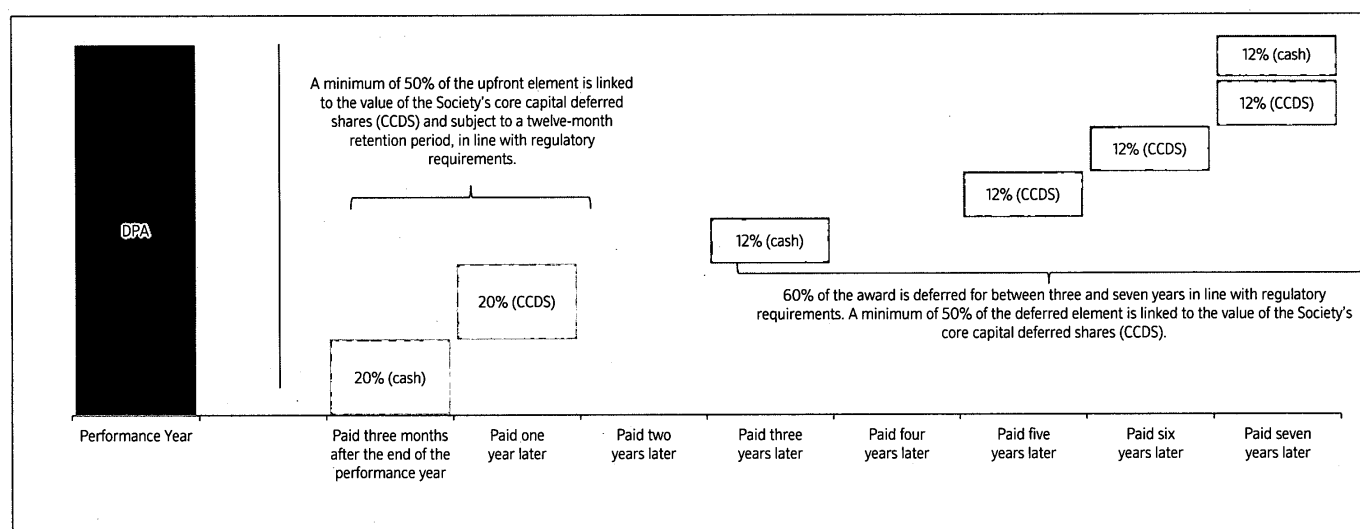 DPA
A minimum of 50% of the upfront element is linked
to the value of the Society's core capital deferred
shares (CCDS) and subject to a twelve-month
retention period, in line with regulatory
requirements.
20% (cash)
20% (CCDS)
12% (cash)
12% (CCDS)
12% (CCDS)
12% (cash)
12% (CCDS)
60% of the award is deferred for between three and seven years in line with regulatory
requirements. A minimum of 50% of the deferred element is linked to the value of the Society's
core capital deferred shares (CCDS).
Performance Year
Paid three months
after the end of the
performance year
Paid one
year later
Paid two
years later
Paid three
years later
Paid four
years later
Paid five
years later
Paid six
years later
Paid seven
years later